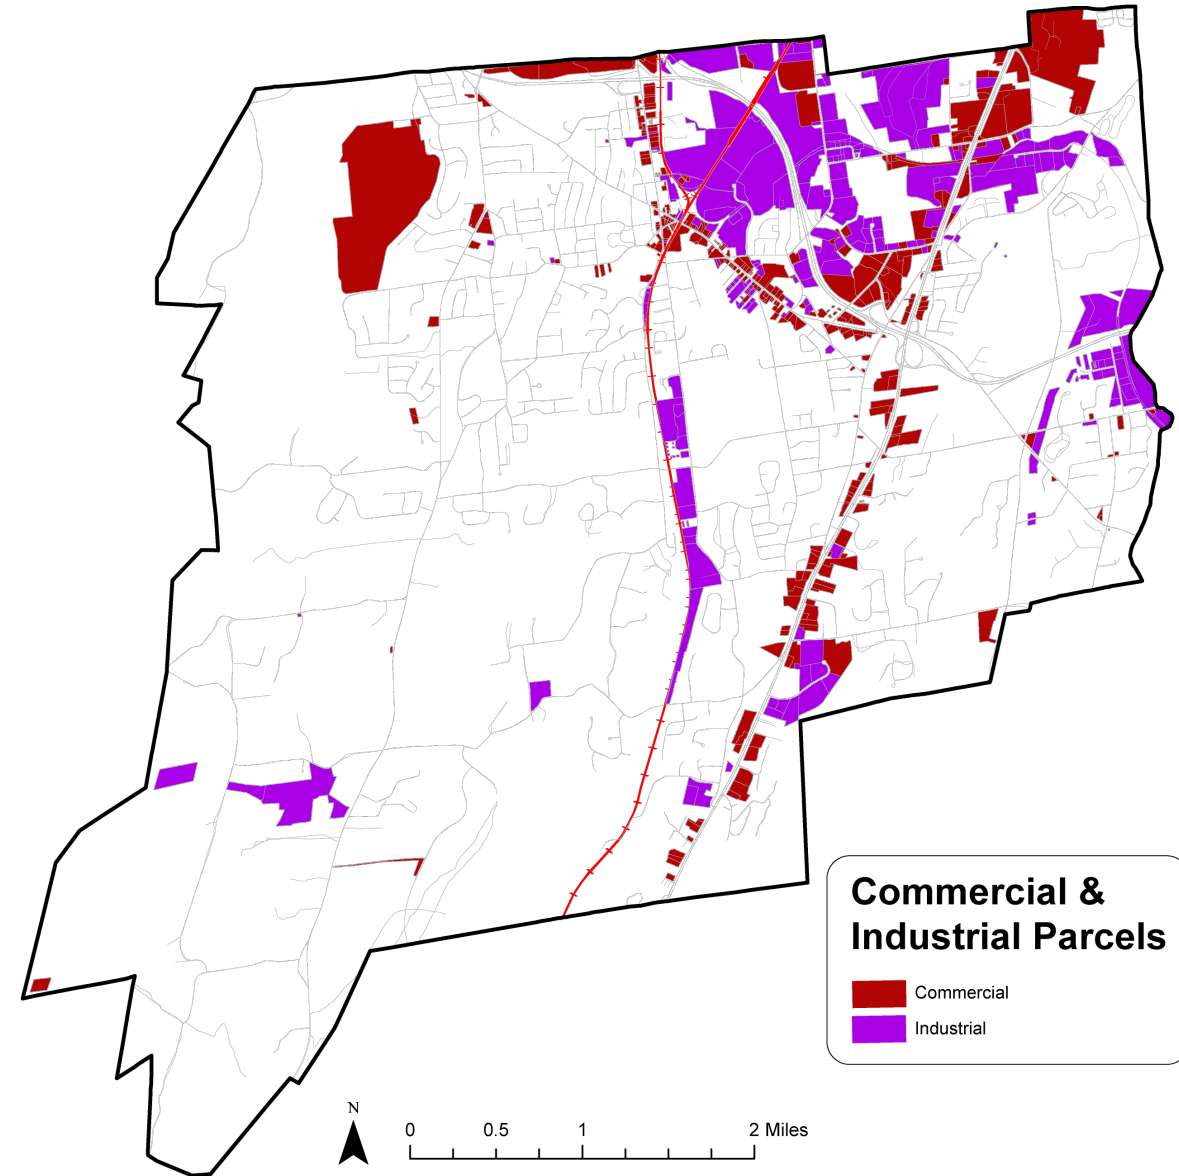 Commercial &
Industrial Parcels
Commercial
Industrial
N
0 0.5 1 2 Miles